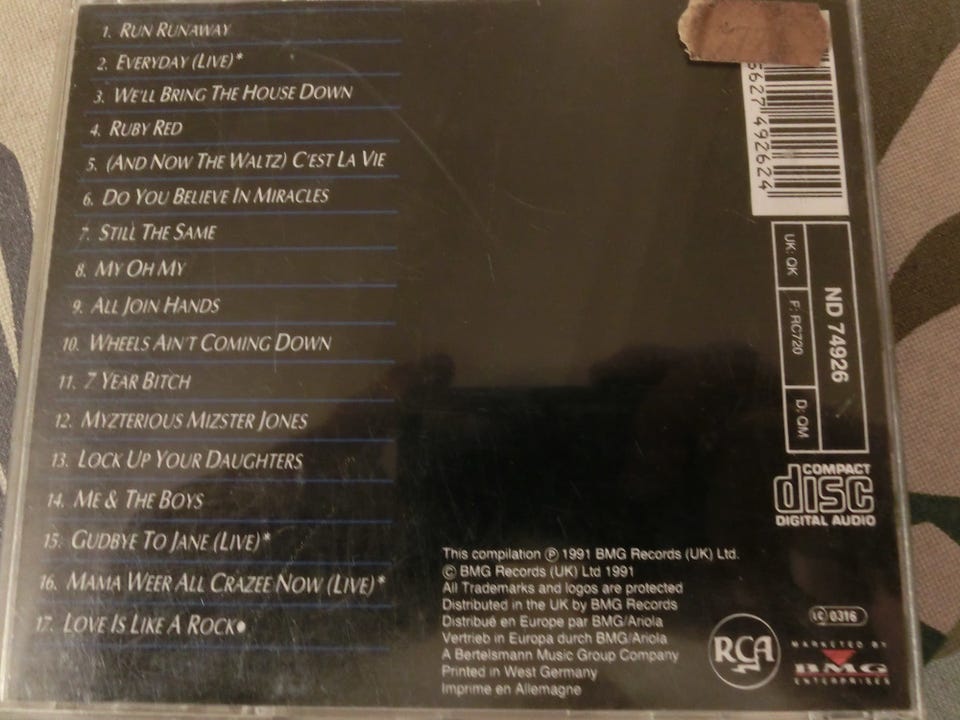 1. RUN RUNAWAY
2. EVERYDAY (LIVE)*
3. WE'LL BRING THE HOUSE DOWN
4. RUBY RED
5. (AND NOW THE WALTZ) C'EST LA VIE
6. DO YOU BELIEVE IN MIRACLES
7. STILL THE SAME
8. MY OH MY
9. ALL JOIN HANDS
10. WHEELS AIN'T COMING DOWN
11. 7 YEAR BITCH
12. MYZTERIOUS MIZSTER JONES
13. LOCK UP YOUR DAUGHTERS
14. ME & THE BOYS
15. GUDBYE TO JANE (LIVE)*
16. MAMA WEER ALL CRAZEE NOW (LIVE)*
17. LOVE IS LIKE A ROCK●
5627 492624
UK: OK
F: RC720
D: OM
ND 74926
COMPACT
disc
DIGITAL AUDIO
This compilation ℗ 1991 BMG Records (UK) Ltd.
© BMG Records (UK) Ltd 1991
All Trademarks and logos are protected
Distributed in the UK by BMG Records
Distribué en Europe par BMG/Ariola
Vertrieb in Europa durch BMG/Ariola
A Bertelsmann Music Group Company
Printed in West Germany
Imprime en Allemagne
RCA
LC 0316
MARKETED BY
BMG
ENTERPRISES